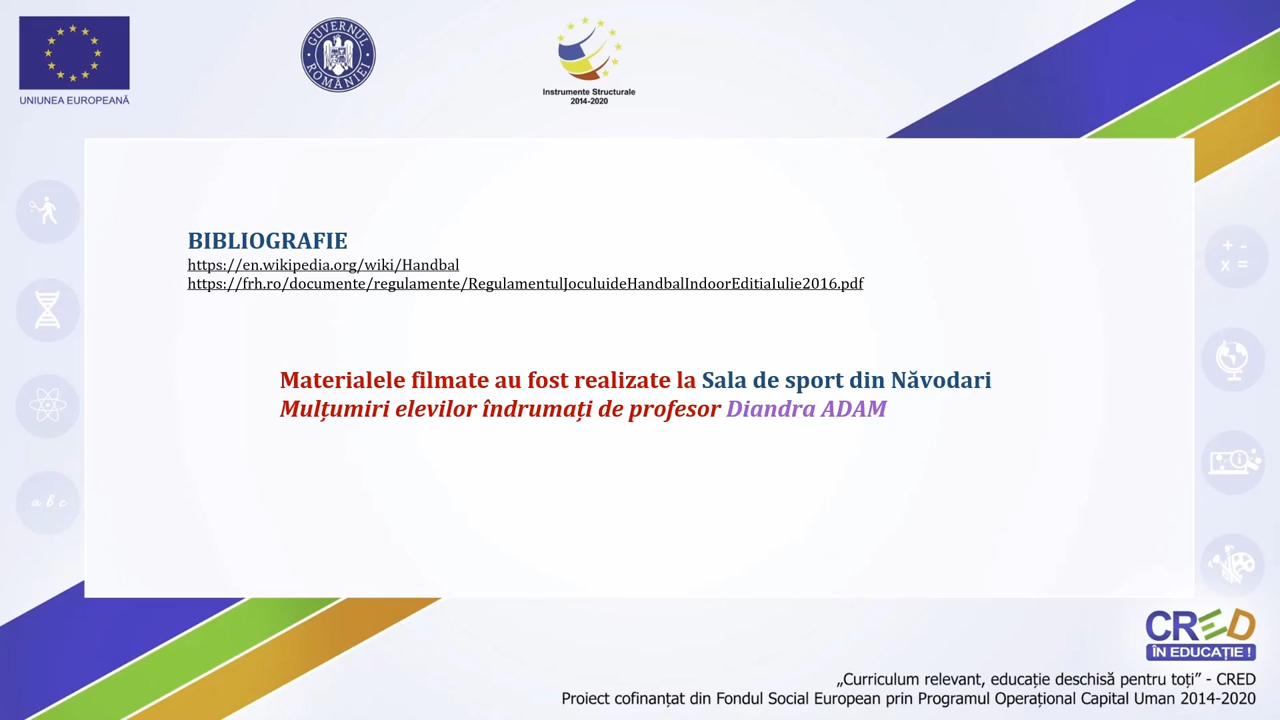 UNIUNEA EUROPEANĂ
GUVERNUL ROMÂNIEI
Instrumente Structurale
2014-2020
BIBLIOGRAFIE
https://en.wikipedia.org/wiki/Handbal
https://frh.ro/documente/regulamente/RegulamentulJoculuideHandbalIndoorEditiaIulie2016.pdf
Materialele filmate au fost realizate la Sala de sport din Năvodari
Mulțumiri elevilor îndrumați de profesor Diandra ADAM
a b c
+ -
x =
CRED
ÎN EDUCAȚIE !
„Curriculum relevant, educație deschisă pentru toți” - CRED
Proiect cofinanțat din Fondul Social European prin Programul Operațional Capital Uman 2014-2020